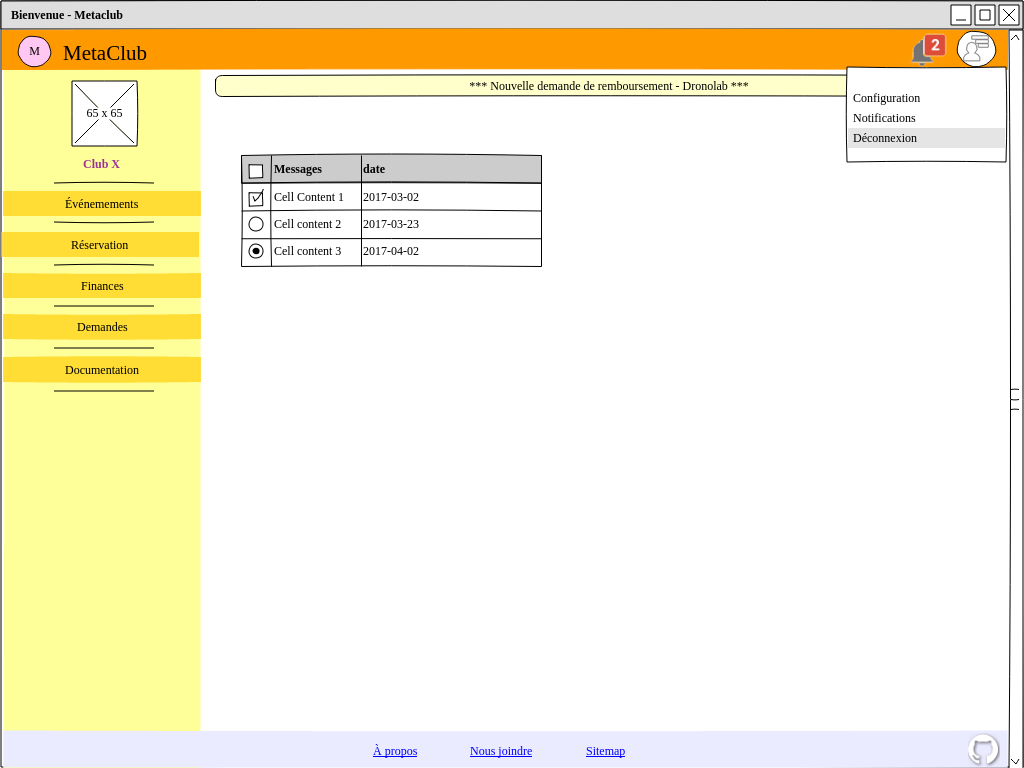 Bienvenue - Metaclub
M
MetaClub
2
*** Nouvelle demande de remboursement - Dronolab ***
Configuration
Notifications
Déconnexion
65 x 65
Club X
Événemements
Réservation
Finances
Demandes
Documentation
Messages date
Cell Content 1 2017-03-02
Cell content 2 2017-03-23
Cell content 3 2017-04-02
À propos Nous joindre Sitemap